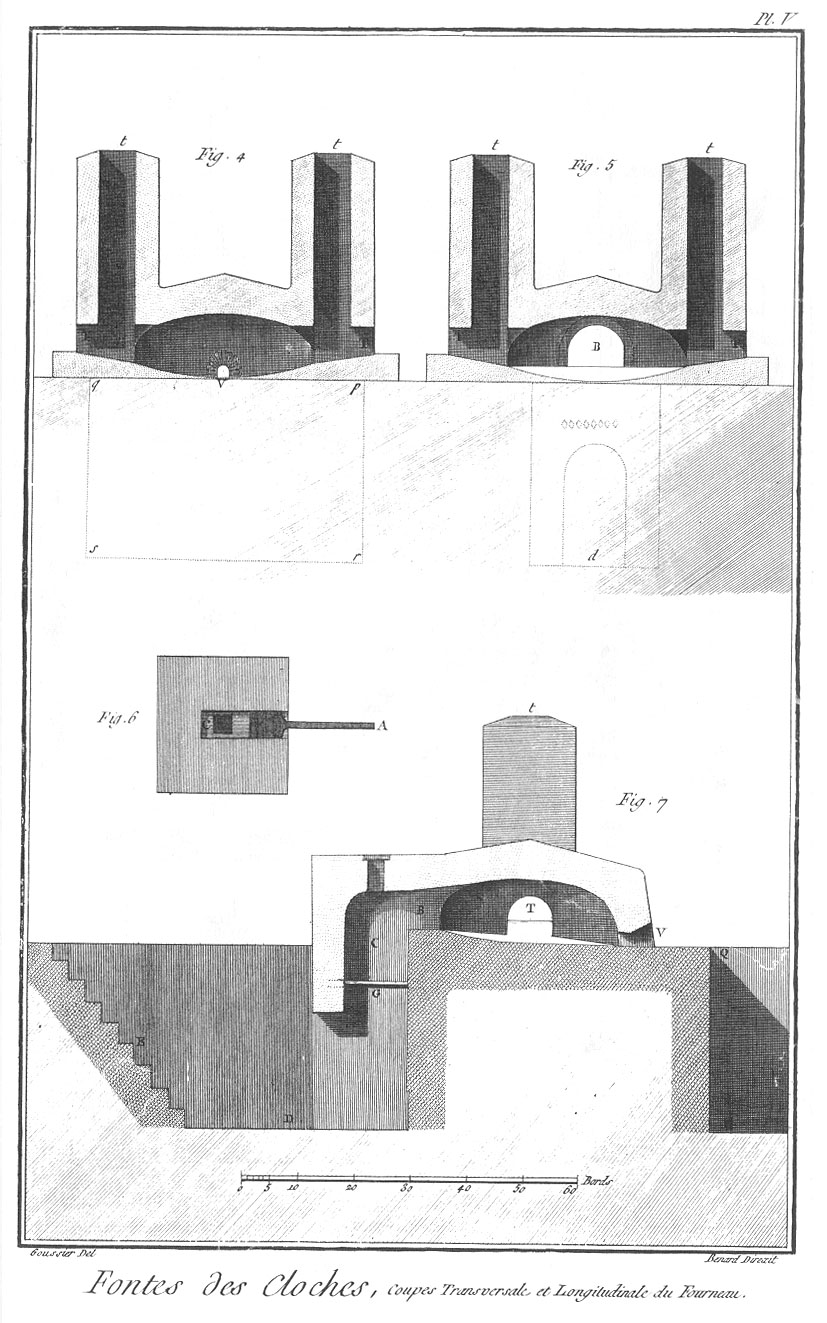 Pl. V
t
t
Fig. 4
t
t
Fig. 5
B
V
q
p
s
r
d
Fig. 6
C
A
t
Fig. 7
B
T
V
C
G
Q
E
D
0 5 10 20 30 40 50 60 Bords
Goussier Del
Benard Direxit
Fontes des Cloches, Coupes Transversale et Longitudinale du Fourneau.